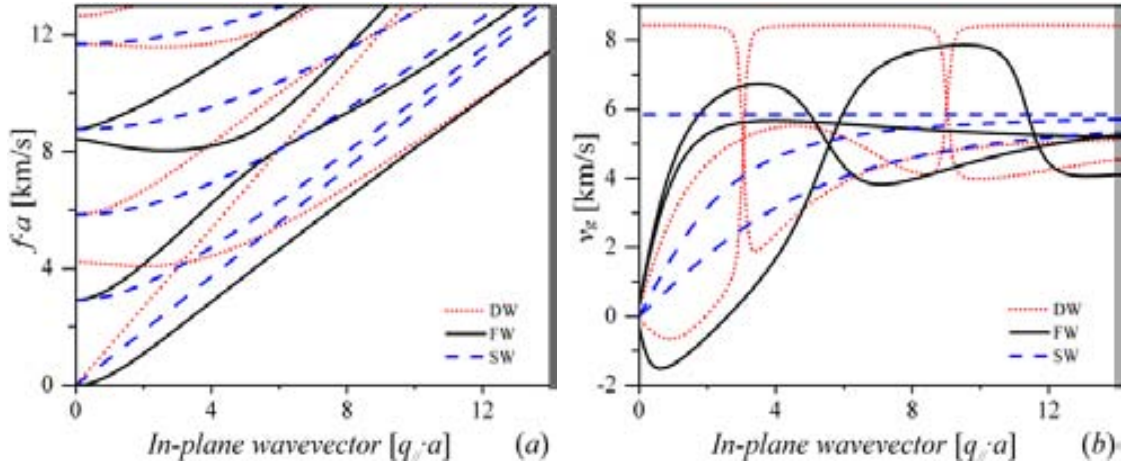 12
8
4
0
f·a [km/s]
DW
FW
SW
0 4 8 12
In-plane wavevector [q//·a] (a)
8
6
4
2
0
-2
vg [km/s]
DW
FW
SW
0 4 8 12
In-plane wavevector [q//·a] (b)